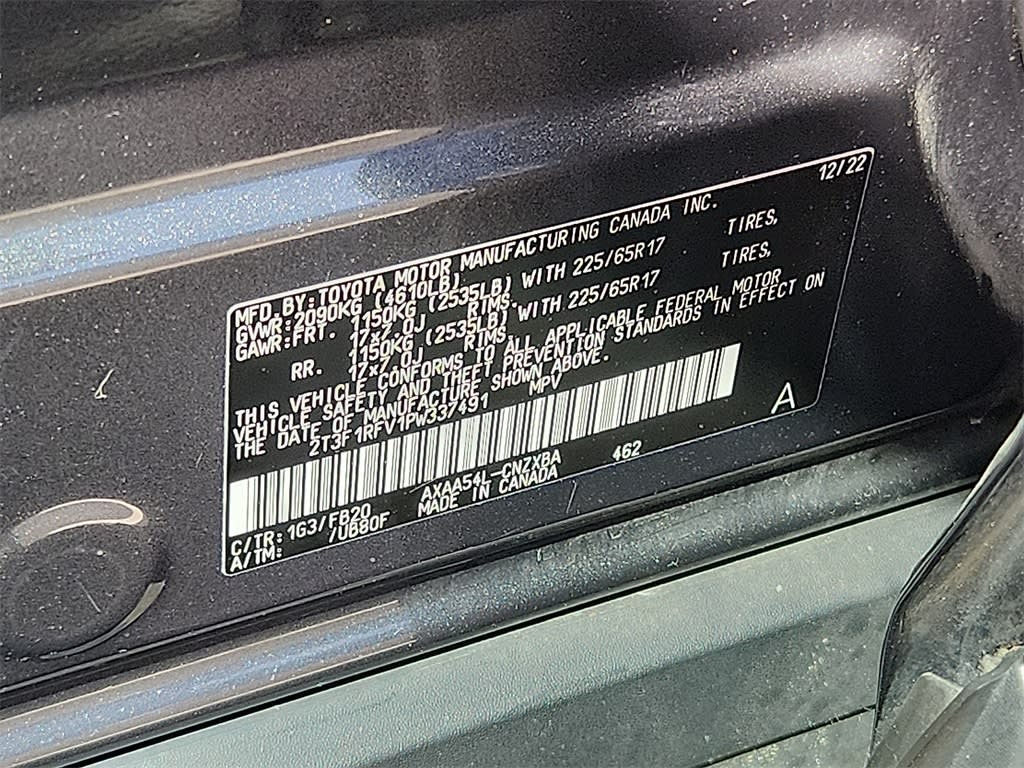 12/22
MFD.BY:TOYOTA MOTOR MANUFACTURING CANADA INC.
GVWR:2090KG (4610LB)
GAWR:FRT. 1150KG (2535LB) WITH 225/65R17 TIRES,
17x7.0J RIMS,
RR. 1150KG (2535LB) WITH 225/65R17 TIRES,
17x7.0J RIMS,
THIS VEHICLE CONFORMS TO ALL APPLICABLE FEDERAL MOTOR
VEHICLE SAFETY AND THEFT PREVENTION STANDARDS IN EFFECT ON
THE DATE OF MANUFACTURE SHOWN ABOVE.
2T3F1RFV1PW337491 MPV
A
C/TR:1G3/FB20 AXAA54L-CNZXBA 462
A/TM: /UB80F MADE IN CANADA